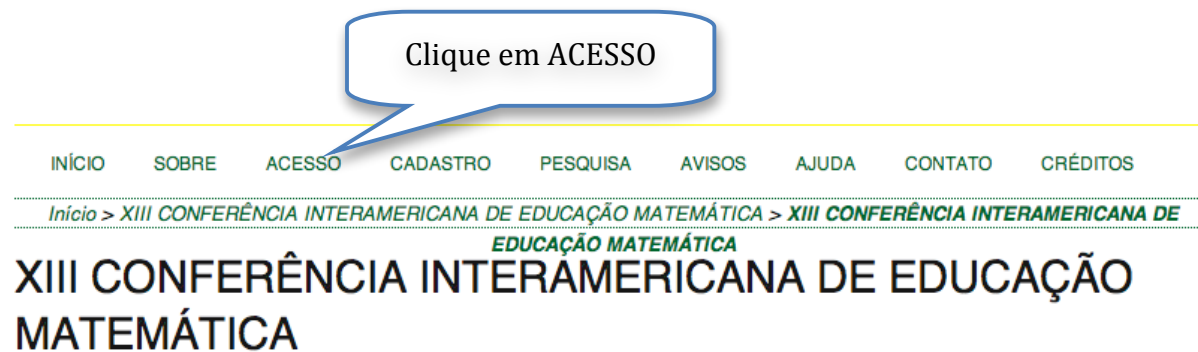 Clique em ACESSO
INÍCIO SOBRE ACESSO CADASTRO PESQUISA AVISOS AJUDA CONTATO CRÉDITOS
Início > XIII CONFERÊNCIA INTERAMERICANA DE EDUCAÇÃO MATEMÁTICA > XIII CONFERÊNCIA INTERAMERICANA DE
EDUCAÇÃO MATEMÁTICA
XIII CONFERÊNCIA INTERAMERICANA DE EDUCAÇÃO
MATEMÁTICA